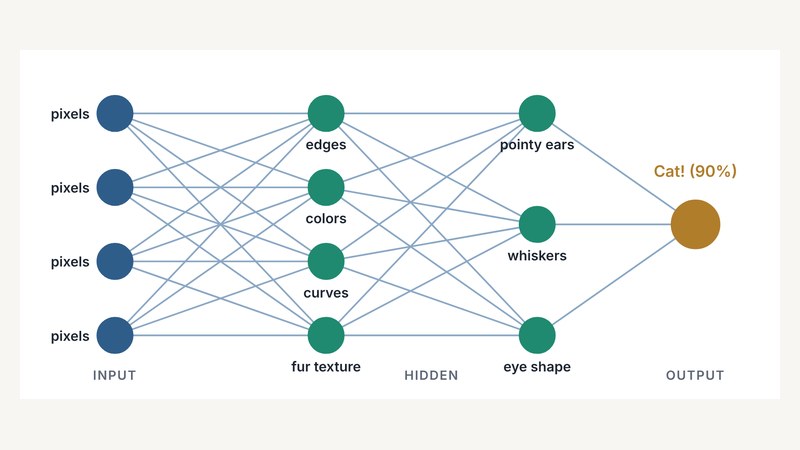 pixels
edges
pointy ears
Cat! (90%)
pixels
colors
whiskers
pixels
curves
pixels
fur texture
eye shape
INPUT
HIDDEN
OUTPUT